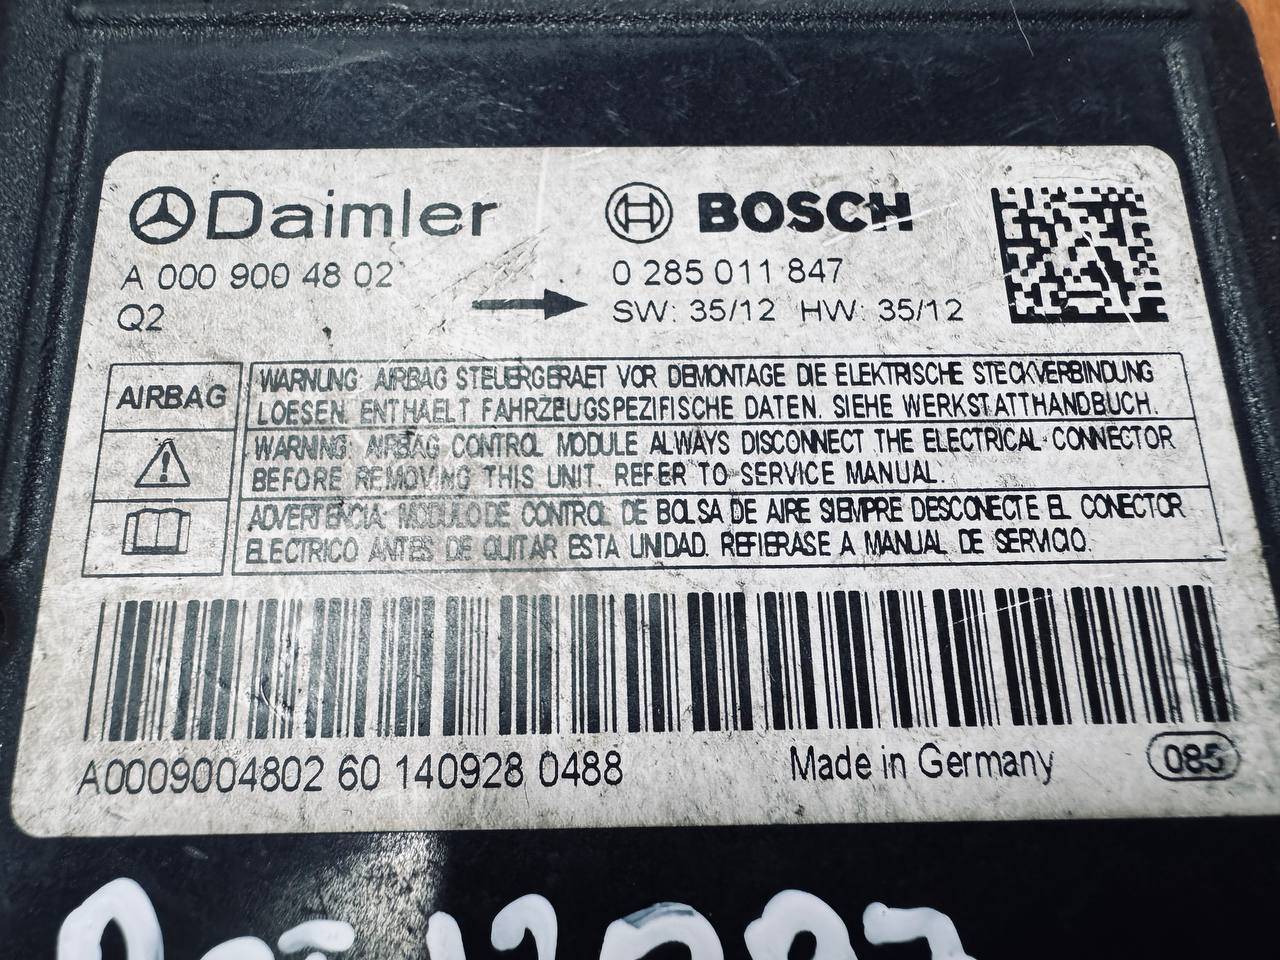 Daimler
A 000 900 48 02
Q2
BOSCH
0 285 011 847
SW: 35/12 HW: 35/12
AIRBAG
WARNUNG: AIRBAG STEUERGERAET VOR DEMONTAGE DIE ELEKTRISCHE STECKVERBINDUNG
LOESEN. ENTHAELT FAHRZEUGSPEZIFISCHE DATEN. SIEHE WERKSTATTHANDBUCH.
WARNING: AIRBAG CONTROL MODULE ALWAYS DISCONNECT THE ELECTRICAL CONNECTOR
BEFORE REMOVING THIS UNIT. REFER TO SERVICE MANUAL.
ADVERTENCIA: MODULO DE CONTROL DE BOLSA DE AIRE SIEMPRE DESCONECTE EL CONECTOR
ELECTRICO ANTES DE QUITAR ESTA UNIDAD. REFIERASE A MANUAL DE SERVICIO.
A0009004802 60 140928 0488
Made in Germany
085